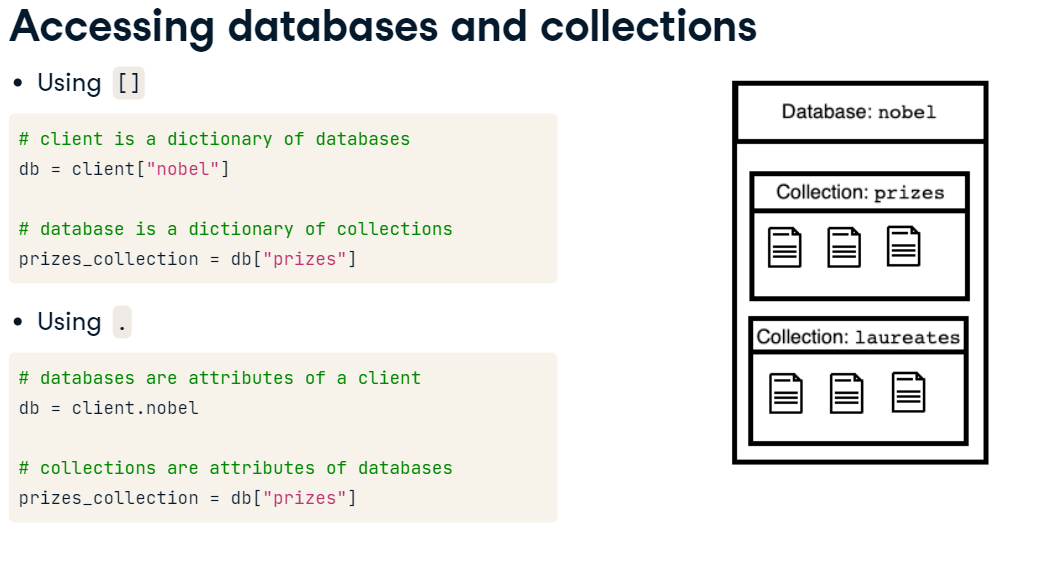 Accessing databases and collections
• Using []
# client is a dictionary of databases
db = client["nobel"]
# database is a dictionary of collections
prizes_collection = db["prizes"]
• Using .
# databases are attributes of a client
db = client.nobel
# collections are attributes of databases
prizes_collection = db["prizes"]
Database: nobel
Collection: prizes
Collection: laureates